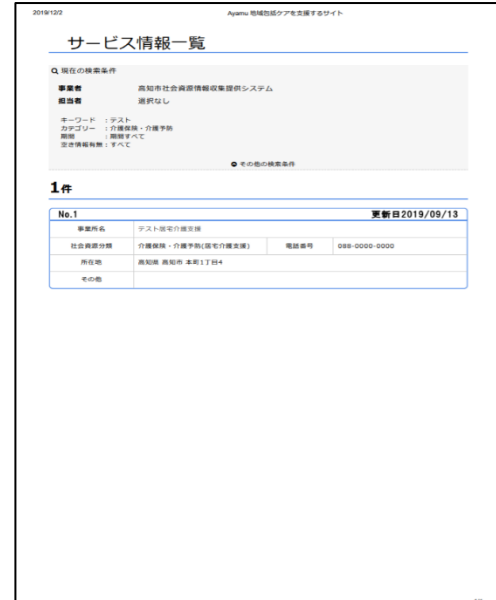 2019/12/2 Ayamu 地域包括ケアを支援するサイト
サービス情報一覧
現在の検索条件
事業者 高知市社会資源情報収集提供システム
担当者 選択なし
キーワード ：テスト
カテゴリー ：介護保険・介護予防
期間 ：期間すべて
空き情報有無：すべて
その他の検索条件
1件
No.1 更新日2019/09/13
事業所名 テスト居宅介護支援
社会資源分類 介護保険・介護予防(居宅介護支援) 電話番号 088-0000-0000
所在地 高知県 高知市 本町1丁目4
その他